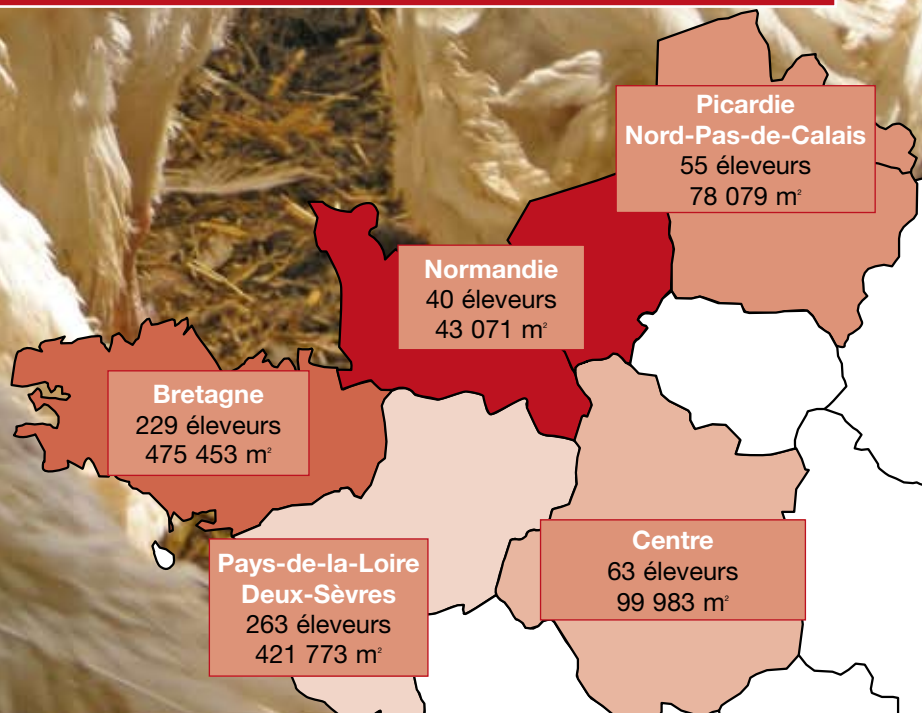 Picardie
Nord-Pas-de-Calais
55 éleveurs
78 079 m²
Normandie
40 éleveurs
43 071 m²
Bretagne
229 éleveurs
475 453 m²
Centre
63 éleveurs
99 983 m²
Pays-de-la-Loire
Deux-Sèvres
263 éleveurs
421 773 m²